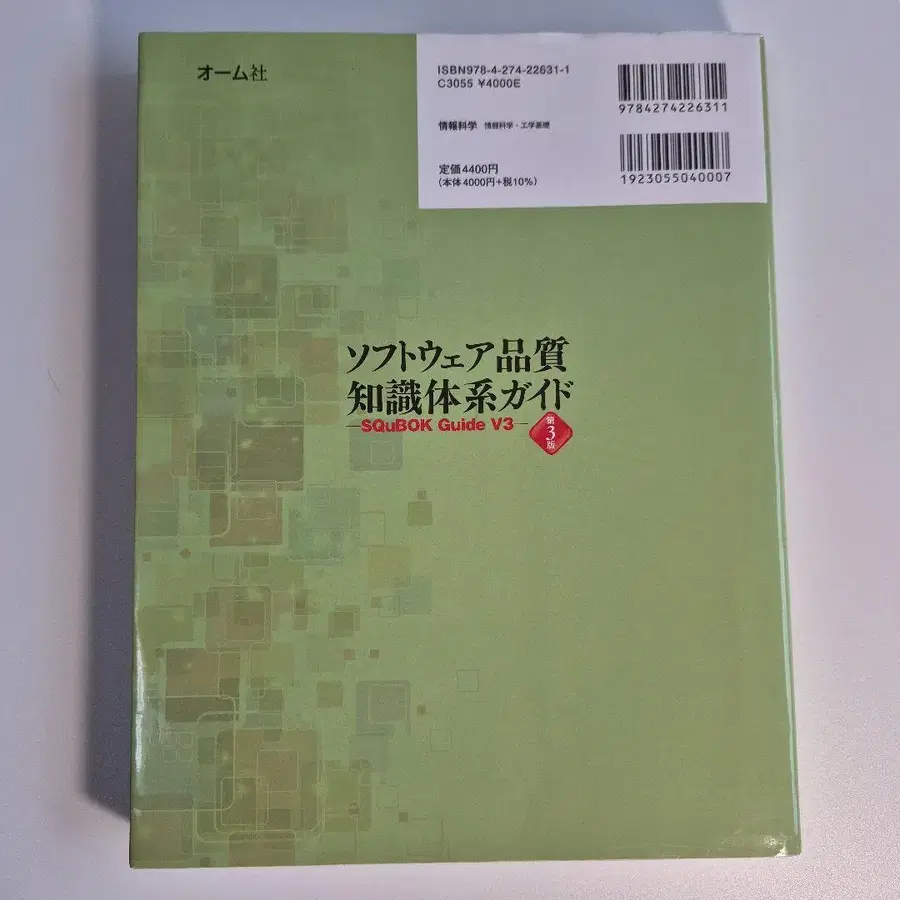 オーム社
ISBN978-4-274-22631-1
C3055 ¥4000E
情報科学 情報科学・工学基礎
定価4400円
(本体4000円+税10%)
9784274226311
1923055040007
ソフトウェア品質
知識体系ガイド
—SQuBOK Guide V3—
第3版